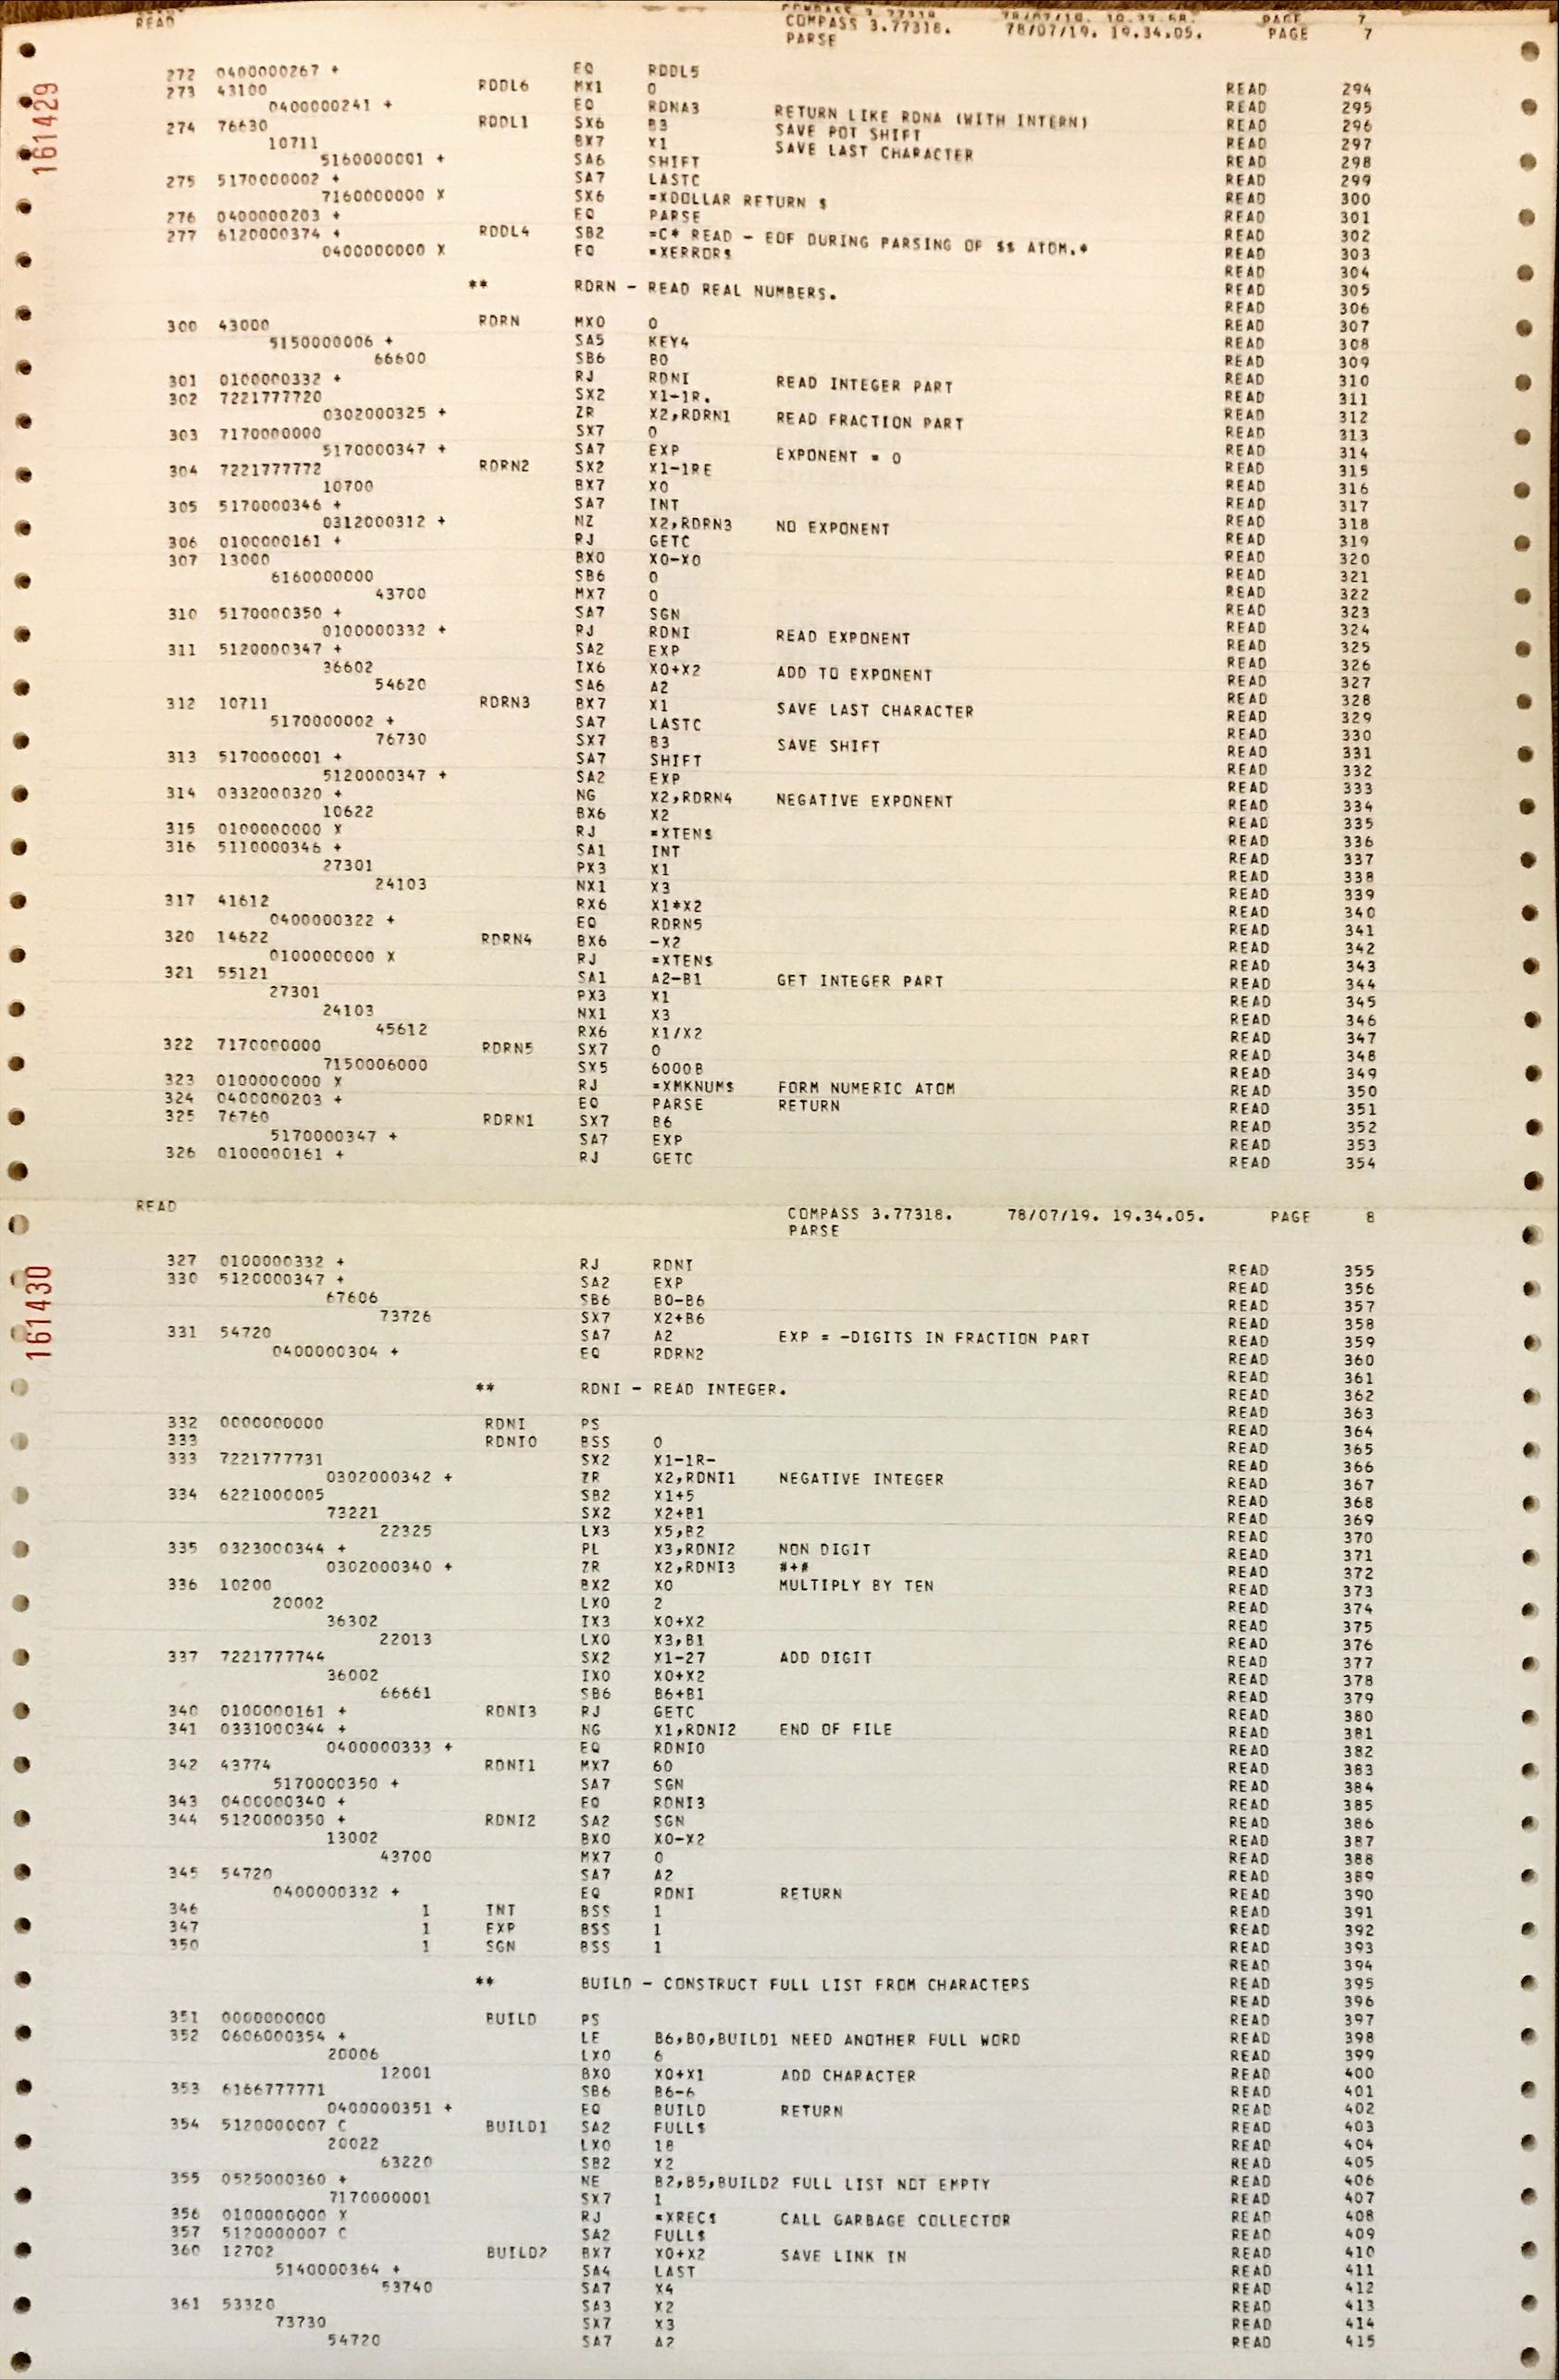 READ COMPASS 3.77318. 78/07/19. 19.34.05. PAGE 7
PARSE
161429
272 0400000267 + EQ RDDL5 READ 294
273 43100 RDDL6 MX1 0 READ 295
0400000241 + EQ RDNA3 RETURN LIKE RDNA (WITH INTERN) READ 296
274 76630 RDDL1 SX6 B3 SAVE POT SHIFT READ 297
10711 BX7 X1 SAVE LAST CHARACTER READ 298
5160000001 + SA6 SHIFT READ 299
275 5170000002 + SA7 LASTC READ 300
7160000000 X SX6 =XDOLLAR RETURN $ READ 301
276 0400000203 + EQ PARSE READ 302
277 6120000374 + RDDL4 SB2 =C* READ - EOF DURING PARSING OF $$ ATOM.* READ 303
0400000000 X EQ =XERROR$ READ 304
READ 305
** RDRN - READ REAL NUMBERS. READ 306
READ 307
300 43000 RDRN MX0 0 READ 308
5150000006 + SA5 KEY4 READ 309
66600 SB6 B0 READ 310
301 0100000332 + RJ RDNI READ INTEGER PART READ 311
302 7221777720 SX2 X1-1R. READ 312
0302000325 + ZR X2,RDRN1 READ FRACTION PART READ 313
303 7170000000 SX7 0 READ 314
5170000347 + SA7 EXP EXPONENT = 0 READ 315
304 7221777772 RDRN2 SX2 X1-1RE READ 316
10700 BX7 X0 READ 317
305 5170000346 + SA7 INT READ 318
0312000312 + NZ X2,RDRN3 NO EXPONENT READ 319
306 0100000161 + RJ GETC READ 320
307 13000 BX0 X0-X0 READ 321
6160000000 SB6 0 READ 322
43700 MX7 0 READ 323
310 5170000350 + SA7 SGN READ 324
0100000332 + RJ RDNI READ EXPONENT READ 325
311 5120000347 + SA2 EXP READ 326
36602 IX6 X0+X2 ADD TO EXPONENT READ 327
54620 SA6 A2 READ 328
312 10711 RDRN3 BX7 X1 SAVE LAST CHARACTER READ 329
5170000002 + SA7 LASTC READ 330
76730 SX7 B3 SAVE SHIFT READ 331
313 5170000001 + SA7 SHIFT READ 332
5120000347 + SA2 EXP READ 333
314 0332000320 + NG X2,RDRN4 NEGATIVE EXPONENT READ 334
10622 BX6 X2 READ 335
315 0100000000 X RJ =XTEN$ READ 336
316 5110000346 + SA1 INT READ 337
27301 PX3 X1 READ 338
24103 NX1 X3 READ 339
317 41612 RX6 X1*X2 READ 340
0400000322 + EQ RDRN5 READ 341
320 14622 RDRN4 BX6 -X2 READ 342
0100000000 X RJ =XTEN$ READ 343
321 55121 SA1 A2-B1 GET INTEGER PART READ 344
27301 PX3 X1 READ 345
24103 NX1 X3 READ 346
45612 RX6 X1/X2 READ 347
322 7170000000 RDRN5 SX7 0 READ 348
7150006000 SX5 6000B READ 349
323 0100000000 X RJ =XMKNUM$ FORM NUMERIC ATOM READ 350
324 0400000203 + EQ PARSE RETURN READ 351
325 76760 RDRN1 SX7 B6 READ 352
5170000347 + SA7 EXP READ 353
326 0100000161 + RJ GETC READ 354
READ COMPASS 3.77318. 78/07/19. 19.34.05. PAGE 8
PARSE
161430
327 0100000332 + RJ RDNI READ 355
330 5120000347 + SA2 EXP READ 356
67606 SB6 B0-B6 READ 357
73726 SX7 X2+B6 READ 358
331 54720 SA7 A2 EXP = -DIGITS IN FRACTION PART READ 359
0400000304 + EQ RDRN2 READ 360
READ 361
** RDNI - READ INTEGER. READ 362
READ 363
332 0000000000 RDNI PS READ 364
333 RDNI0 BSS 0 READ 365
333 7221777731 SX2 X1-1R- READ 366
0302000342 + ZR X2,RDNI1 NEGATIVE INTEGER READ 367
334 6221000005 SB2 X1+5 READ 368
73221 SX2 X2+B1 READ 369
22325 LX3 X5,B2 READ 370
335 0323000344 + PL X3,RDNI2 NON DIGIT READ 371
0302000340 + ZR X2,RDNI3 #+# READ 372
336 10200 BX2 X0 MULTIPLY BY TEN READ 373
20002 LX0 2 READ 374
36302 IX3 X0+X2 READ 375
22013 LX0 X3,B1 READ 376
337 7221777744 SX2 X1-27 ADD DIGIT READ 377
36002 IX0 X0+X2 READ 378
66661 SB6 B6+B1 READ 379
340 0100000161 + RDNI3 RJ GETC READ 380
341 0331000344 + NG X1,RDNI2 END OF FILE READ 381
0400000333 + EQ RDNI0 READ 382
342 43774 RDNI1 MX7 60 READ 383
5170000350 + SA7 SGN READ 384
343 0400000340 + EQ RDNI3 READ 385
344 5120000350 + RDNI2 SA2 SGN READ 386
13002 BX0 X0-X2 READ 387
43700 MX7 0 READ 388
345 54720 SA7 A2 READ 389
0400000332 + EQ RDNI RETURN READ 390
346 1 INT BSS 1 READ 391
347 1 EXP BSS 1 READ 392
350 1 SGN BSS 1 READ 393
READ 394
** BUILD - CONSTRUCT FULL LIST FROM CHARACTERS READ 395
READ 396
351 0000000000 BUILD PS READ 397
352 0606000354 + LE B6,B0,BUILD1 NEED ANOTHER FULL WORD READ 398
20006 LX0 6 READ 399
12001 BX0 X0+X1 ADD CHARACTER READ 400
353 6166777771 SB6 B6-6 READ 401
0400000351 + EQ BUILD RETURN READ 402
354 5120000007 C BUILD1 SA2 FULL$ READ 403
20022 LX0 18 READ 404
63220 SB2 X2 READ 405
355 0525000360 + NE B2,B5,BUILD2 FULL LIST NOT EMPTY READ 406
7170000001 SX7 1 READ 407
356 0100000000 X RJ =XREC$ CALL GARBAGE COLLECTOR READ 408
357 5120000007 C SA2 FULL$ READ 409
360 12702 BUILD2 BX7 X0+X2 SAVE LINK IN READ 410
5140000364 + SA4 LAST READ 411
53740 SA7 X4 READ 412
361 53320 SA3 X2 READ 413
73730 SX7 X3 READ 414
54720 SA7 A2 READ 415